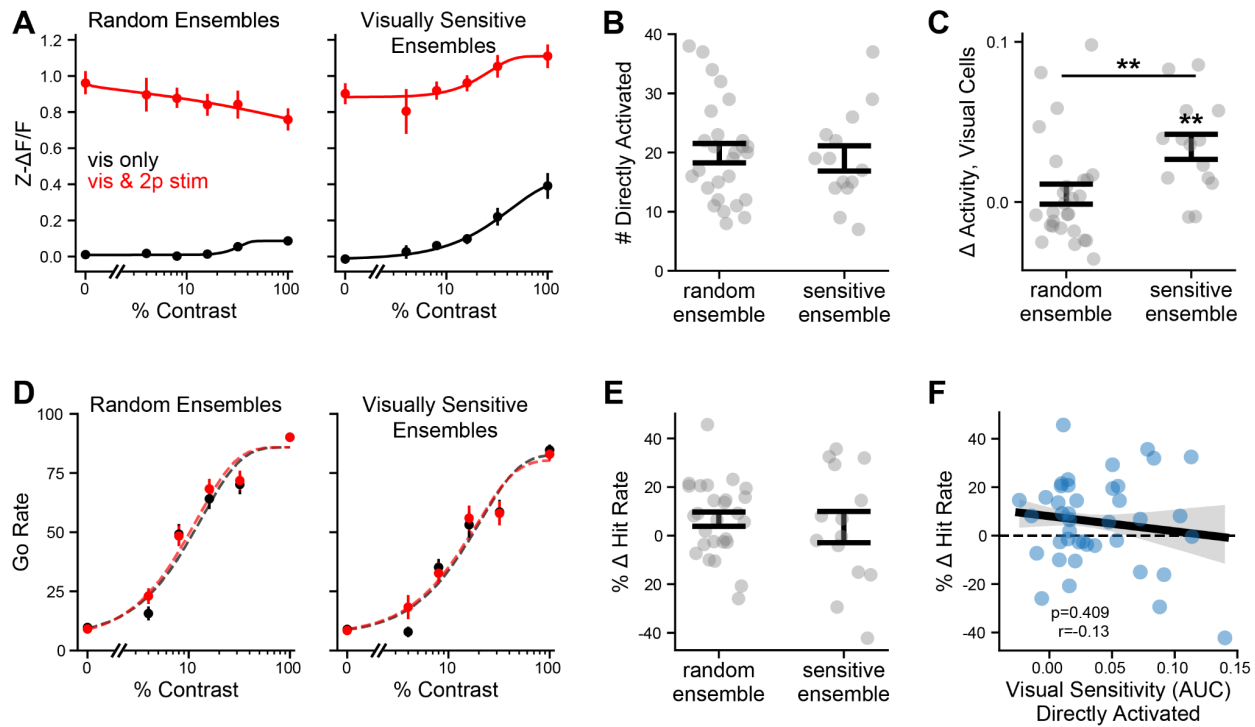 A
Random Ensembles
Visually Sensitive
Ensembles
Z-ΔF/F
1.2
1.0
0.8
0.6
0.4
0.2
0.0
vis only
vis & 2p stim
0
10
100
% Contrast
0
10
100
% Contrast
B
# Directly Activated
40
30
20
10
0
random
ensemble
sensitive
ensemble
C
Δ Activity, Visual Cells
0.1
0.0
**
**
random
ensemble
sensitive
ensemble
D
Random Ensembles
Visually Sensitive
Ensembles
Go Rate
100
75
50
25
0
0
10
100
% Contrast
0
10
100
% Contrast
E
% Δ Hit Rate
40
20
0
-20
-40
random
ensemble
sensitive
ensemble
F
% Δ Hit Rate
40
20
0
-20
-40
p=0.409
r=-0.13
0.00
0.05
0.10
0.15
Visual Sensitivity (AUC)
Directly Activated